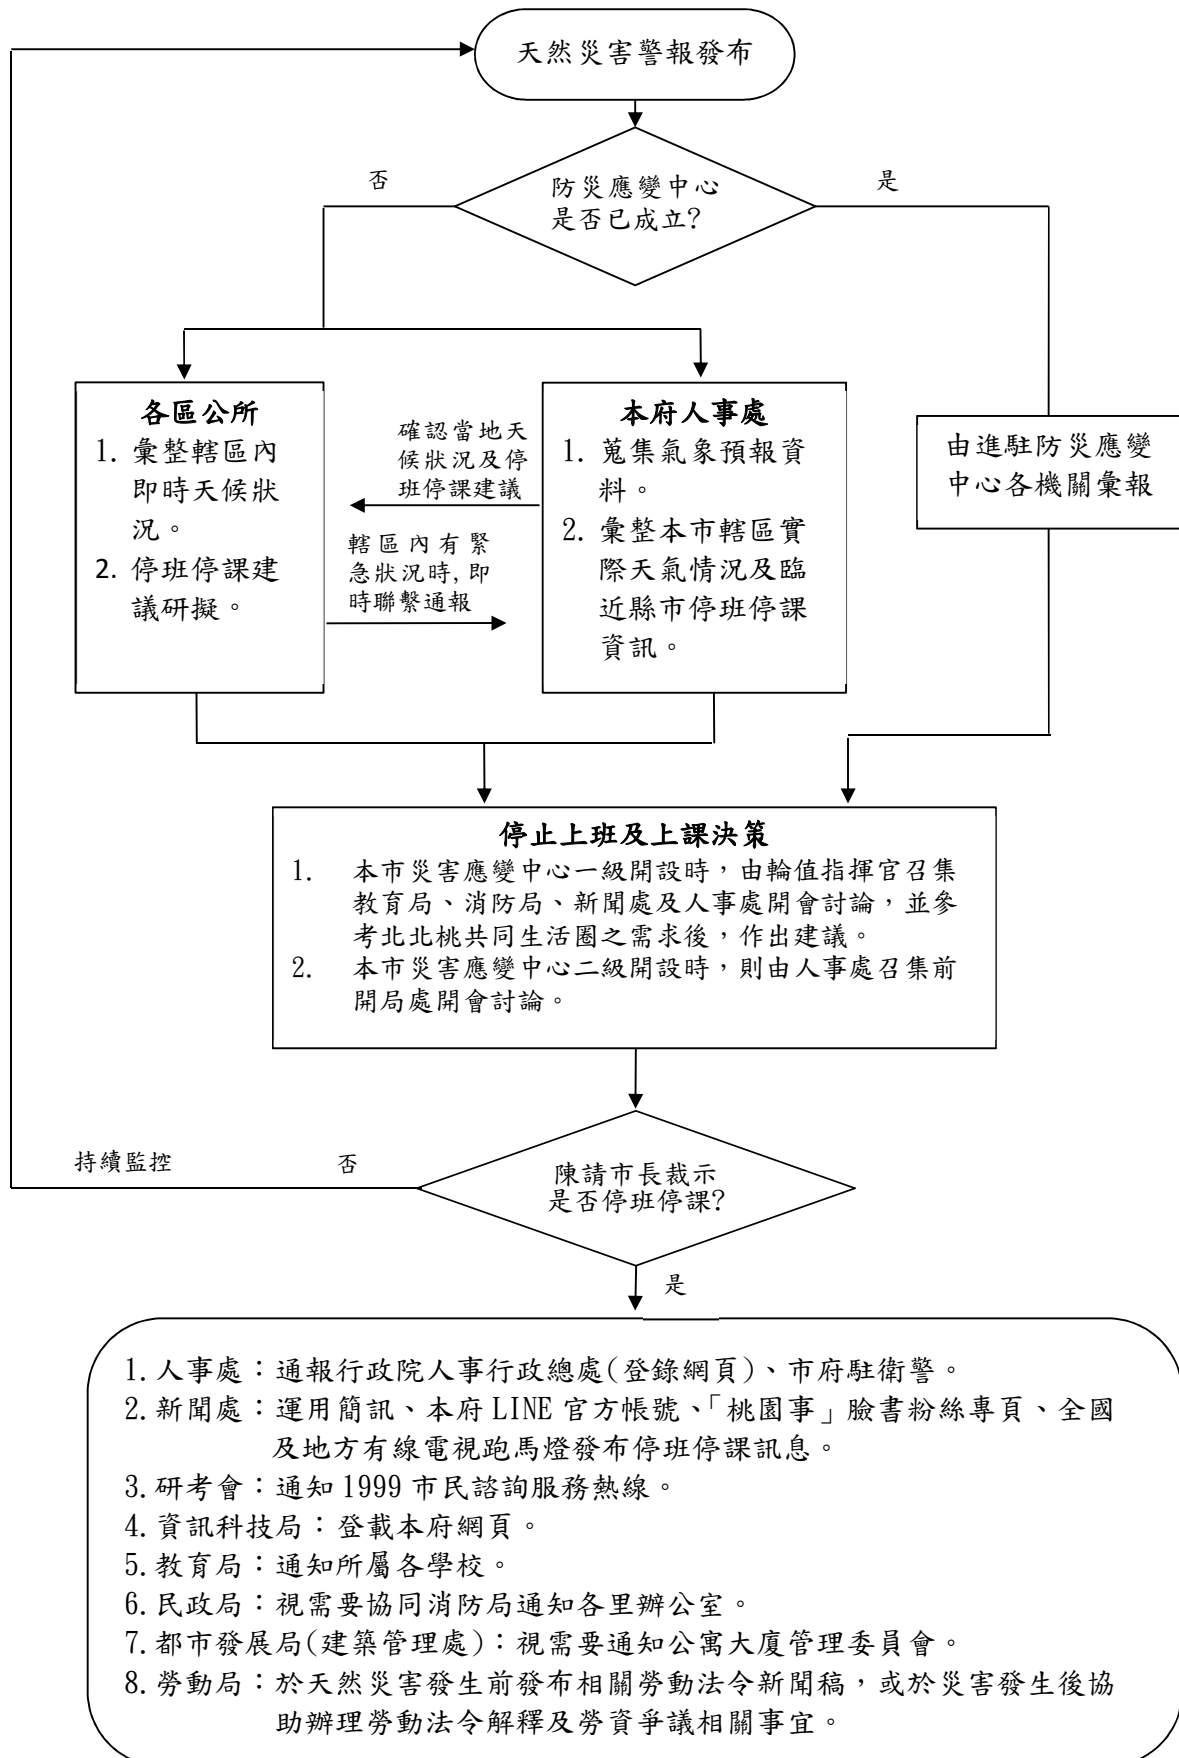 天然災害警報發布
否
防災應變中心
是否已成立?
是
各區公所
1. 彙整轄區內
即時天候狀
況。
2. 停班停課建
議研擬。
確認當地天
候狀況及停
班停課建議
轄區內有緊
急狀況時,即
時聯繫通報
本府人事處
1. 蒐集氣象預報資
料。
2. 彙整本市轄區實
際天氣情況及臨
近縣市停班停課
資訊。
由進駐防災應變
中心各機關彙報
停止上班及上課決策
1. 本市災害應變中心一級開設時，由輪值指揮官召集
教育局、消防局、新聞處及人事處開會討論，並參
考北北桃共同生活圈之需求後，作出建議。
2. 本市災害應變中心二級開設時，則由人事處召集前
開局處開會討論。
持續監控
否
陳請市長裁示
是否停班停課?
是
1.人事處：通報行政院人事行政總處(登錄網頁)、市府駐衛警。
2.新聞處：運用簡訊、本府 LINE 官方帳號、「桃園事」臉書粉絲專頁、全國
及地方有線電視跑馬燈發布停班停課訊息。
3.研考會：通知 1999 市民諮詢服務熱線。
4.資訊科技局：登載本府網頁。
5.教育局：通知所屬各學校。
6.民政局：視需要協同消防局通知各里辦公室。
7.都市發展局(建築管理處)：視需要通知公寓大廈管理委員會。
8.勞動局：於天然災害發生前發布相關勞動法令新聞稿，或於災害發生後協
助辦理勞動法令解釋及勞資爭議相關事宜。